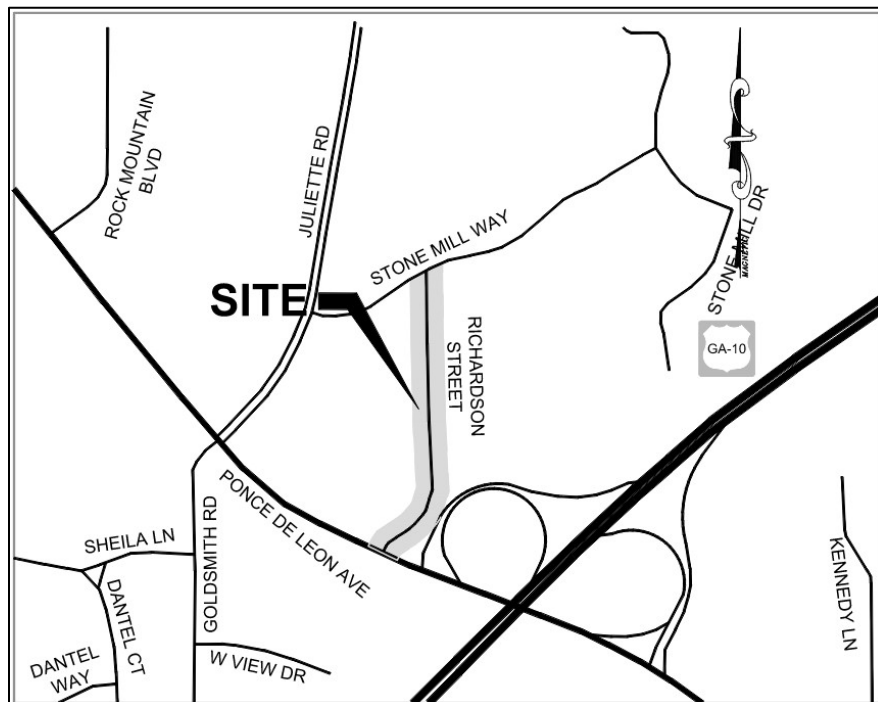 ROCK MOUNTAIN
BLVD
JULIETTE RD
STONE MILL WAY
STONE MILL DR
MAGNETIC
SITE
RICHARDSON
STREET
GA-10
PONCE DE LEON AVE
GOLDSMITH RD
SHEILA LN
DANTEL CT
DANTEL
WAY
W VIEW DR
KENNEDY LN